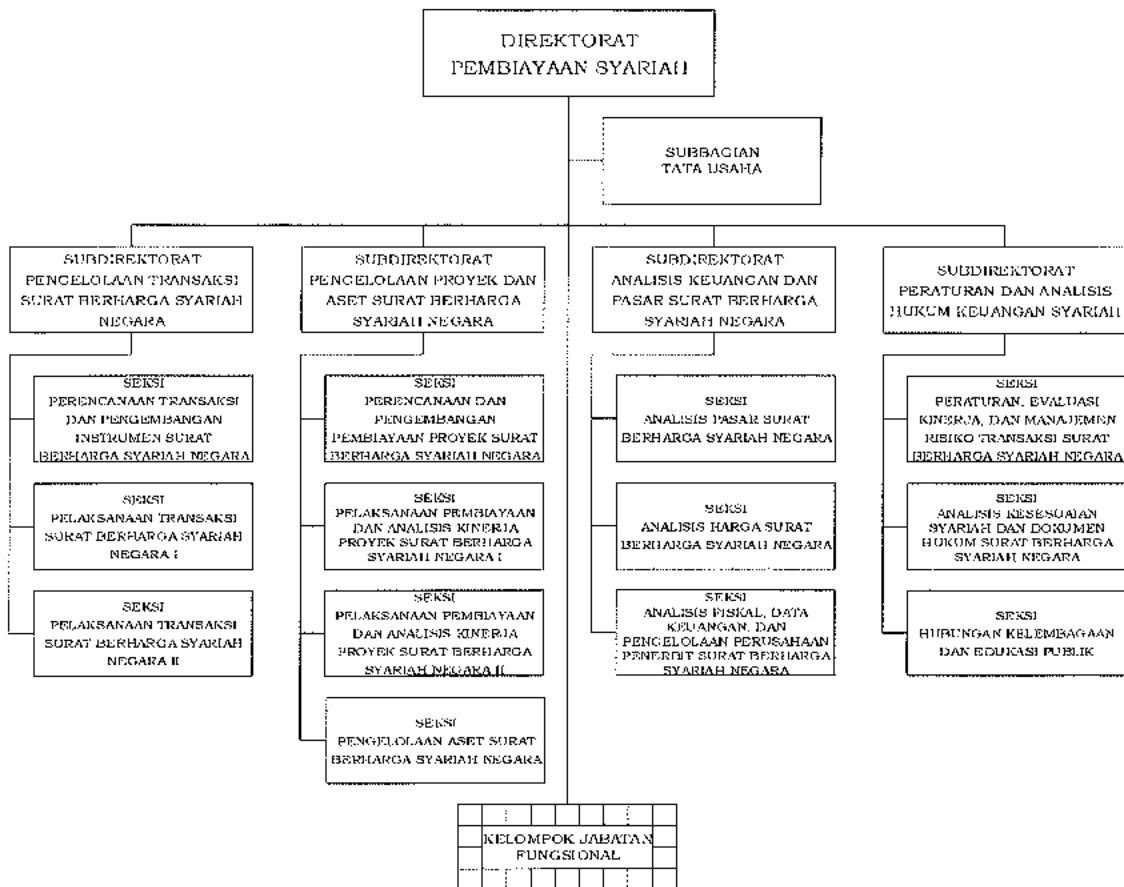 DIREKTORAT
PEMBIAYAAN SYARIAH
SUBBAGIAN
TATA USAHA
SUBDIREKTORAT
PENGELOLAAN TRANSAKSI
SURAT BERHARGA SYARIAH
NEGARA
SUBDIREKTORAT
PENGELOLAAN PROYEK DAN
ASET SURAT BERHARGA
SYARIAH NEGARA
SUBDIREKTORAT
ANALISIS KEUANGAN DAN
PASAR SURAT BERHARGA
SYARIAH NEGARA
SUBDIREKTORAT
PERATURAN DAN ANALISIS
HUKUM KEUANGAN SYARIAH
SEKSI
PERENCANAAN TRANSAKSI
DAN PENGEMBANGAN
INSTRUMEN SURAT
BERHARGA SYARIAH NEGARA
SEKSI
PELAKSANAAN TRANSAKSI
SURAT BERHARGA SYARIAH
NEGARA I
SEKSI
PELAKSANAAN TRANSAKSI
SURAT BERHARGA SYARIAH
NEGARA II
SEKSI
PERENCANAAN DAN
PENGEMBANGAN
PEMBIAYAAN PROYEK SURAT
BERHARGA SYARIAH NEGARA
SEKSI
PELAKSANAAN PEMBIAYAAN
DAN ANALISIS KINERJA
PROYEK SURAT BERHARGA
SYARIAH NEGARA I
SEKSI
PELAKSANAAN PEMBIAYAAN
DAN ANALISIS KINERJA
PROYEK SURAT BERHARGA
SYARIAH NEGARA II
SEKSI
PENGELOLAAN ASET SURAT
BERHARGA SYARIAH NEGARA
SEKSI
ANALISIS PASAR SURAT
BERHARGA SYARIAH NEGARA
SEKSI
ANALISIS HARGA SURAT
BERHARGA SYARIAH NEGARA
SEKSI
ANALISIS FISKAL, DATA
KEUANGAN, DAN
PENGELOLAAN PERUSAHAAN
PENERBIT SURAT BERHARGA
SYARIAH NEGARA
SEKSI
PERATURAN, EVALUASI
KINERJA, DAN MANAJEMEN
RISIKO TRANSAKSI SURAT
BERHARGA SYARIAH NEGARA
SEKSI
ANALISIS KESESUAIAN
SYARIAH DAN DOKUMEN
HUKUM SURAT BERHARGA
SYARIAH NEGARA
SEKSI
HUBUNGAN KELEMBAGAAN
DAN EDUKASI PUBLIK
KELOMPOK JABATAN
FUNGSIONAL